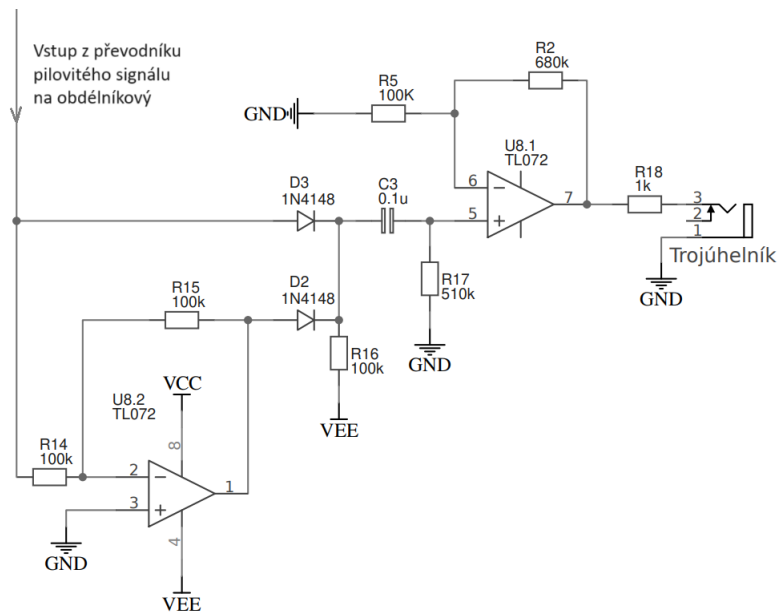 Vstup z převodníku
pilovitého signálu
na obdélníkový
R2
680k
R5
100K
GND
U8.1
TL072
6
5
7
R18
1k
3
2
1
Trojúhelník
GND
D3
1N4148
C3
0.1u
R17
510k
GND
R15
100k
D2
1N4148
R16
100k
VEE
VCC
U8.2
TL072
8
R14
100k
2
3
1
4
GND
VEE